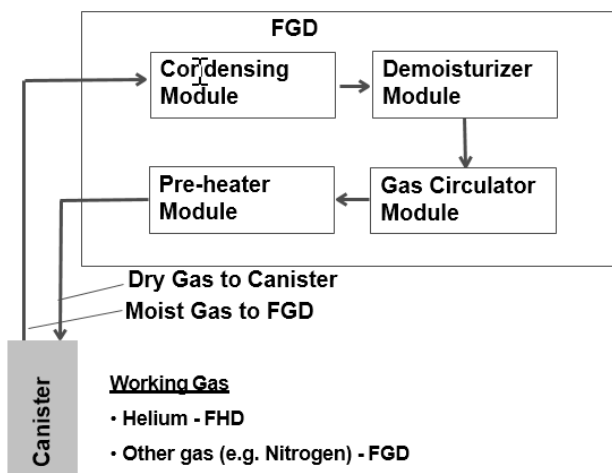 FGD
Condensing
Module
Demoisturizer
Module
Pre-heater
Module
Gas Circulator
Module
Dry Gas to Canister
Moist Gas to FGD
Canister
Working Gas
• Helium - FHD
• Other gas (e.g. Nitrogen) - FGD